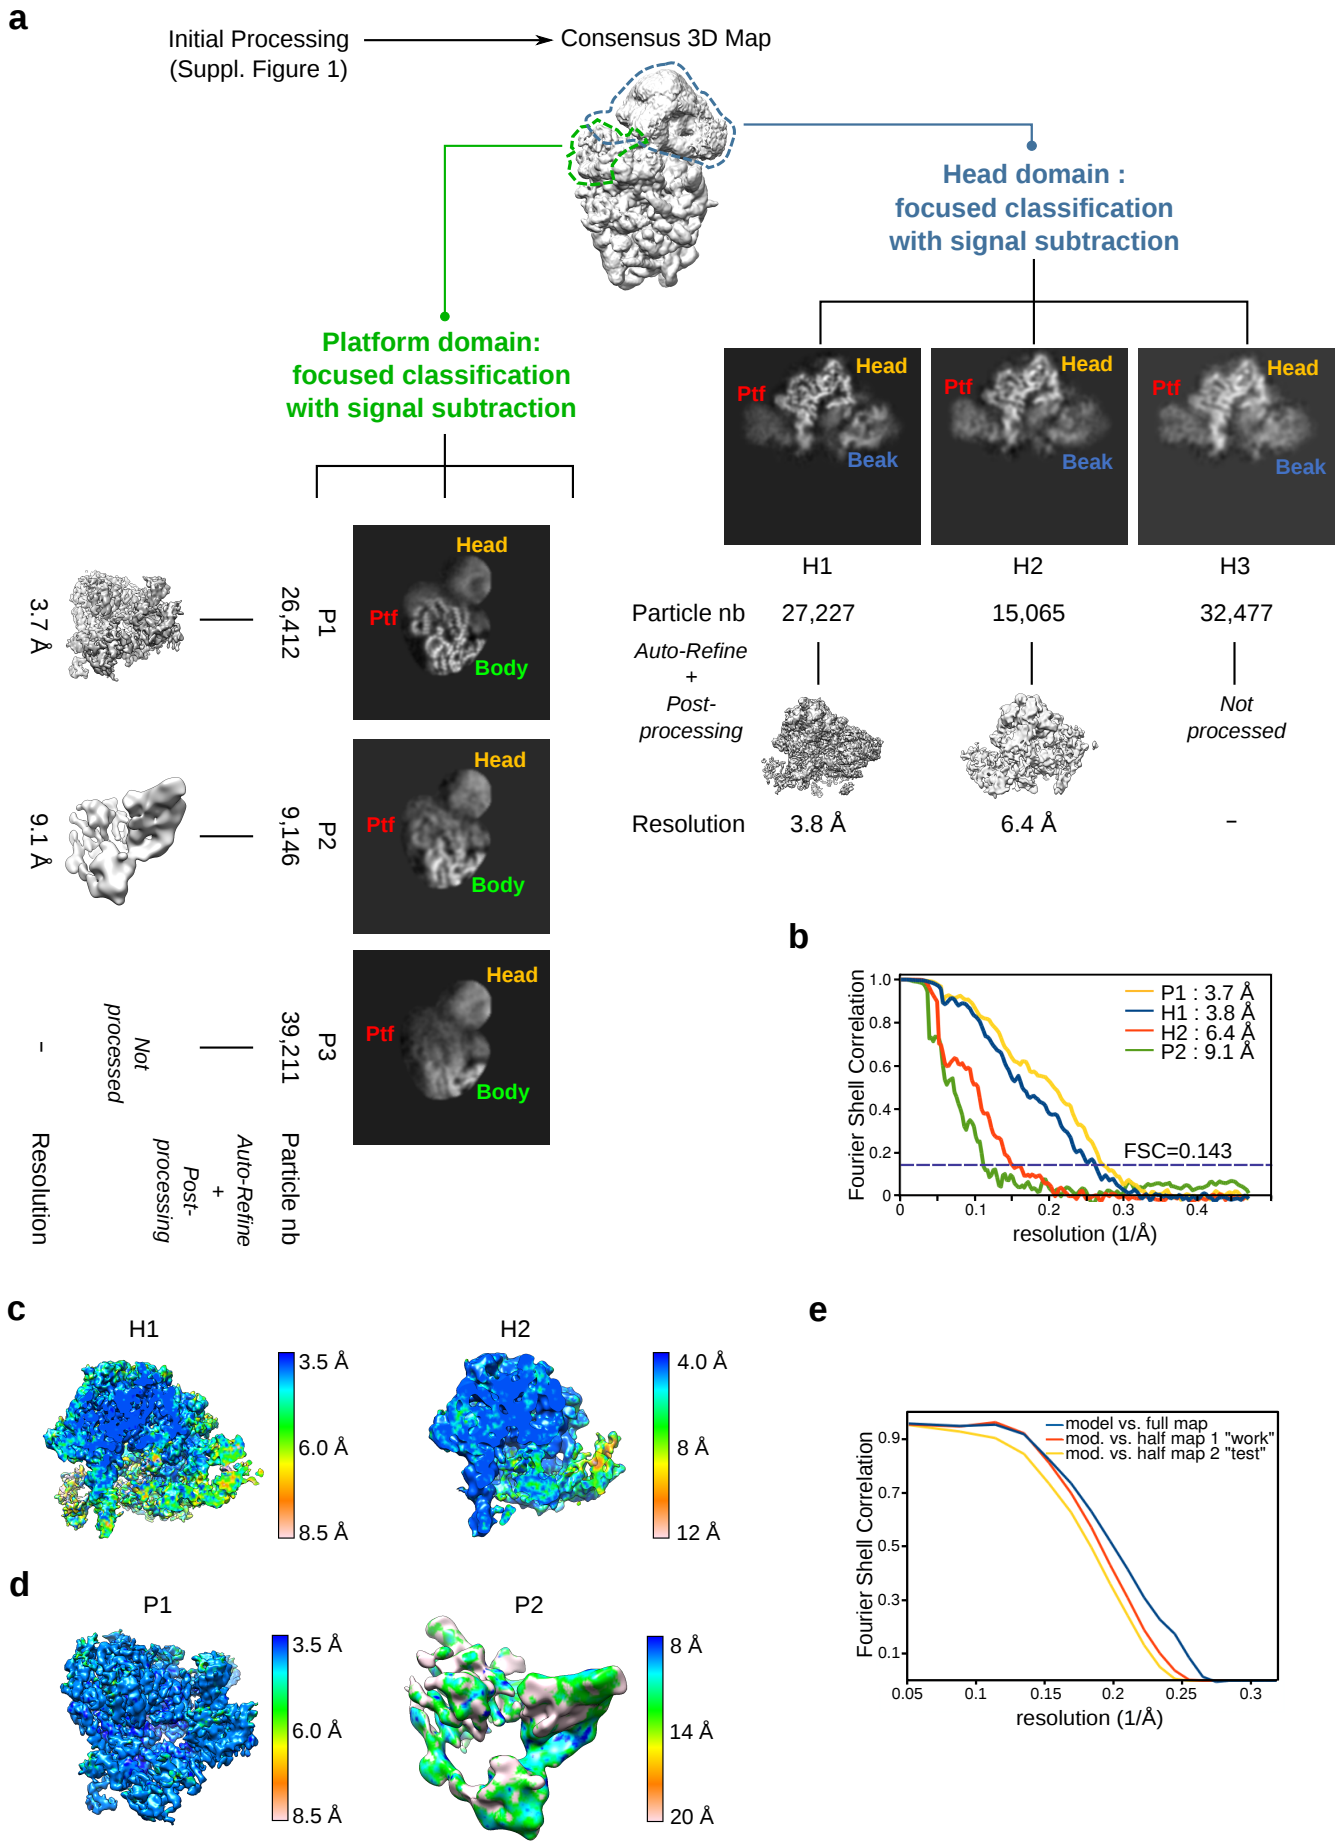 a
Initial Processing
(Suppl. Figure 1)
Consensus 3D Map
Head domain :
focused classification
with signal subtraction
Platform domain:
focused classification
with signal subtraction
Head
Ptf
Beak
Head
Ptf
Beak
Head
Ptf
Beak
H1
H2
H3
Particle nb
27,227
15,065
32,477
Auto-Refine
+
Post-
processing
Not
processed
Resolution
3.8 Å
6.4 Å
–
Head
Ptf
Body
P1
26,412
3.7 Å
Head
Ptf
Body
P2
9,146
9.1 Å
Head
Ptf
Body
P3
39,211
Not
processed
–
Particle nb
Auto-Refine
+
Post-
processing
Resolution
b
Fourier Shell Correlation
1.0
0.8
0.6
0.4
0.2
0
P1 : 3.7 Å
H1 : 3.8 Å
H2 : 6.4 Å
P2 : 9.1 Å
FSC=0.143
0
0.1
0.2
0.3
0.4
resolution (1/Å)
c
H1
3.5 Å
6.0 Å
8.5 Å
H2
4.0 Å
8 Å
12 Å
d
P1
3.5 Å
6.0 Å
8.5 Å
P2
8 Å
14 Å
20 Å
e
Fourier Shell Correlation
0.9
0.7
0.5
0.3
0.1
model vs. full map
mod. vs. half map 1 "work"
mod. vs. half map 2 "test"
0.05
0.1
0.15
0.2
0.25
0.3
resolution (1/Å)